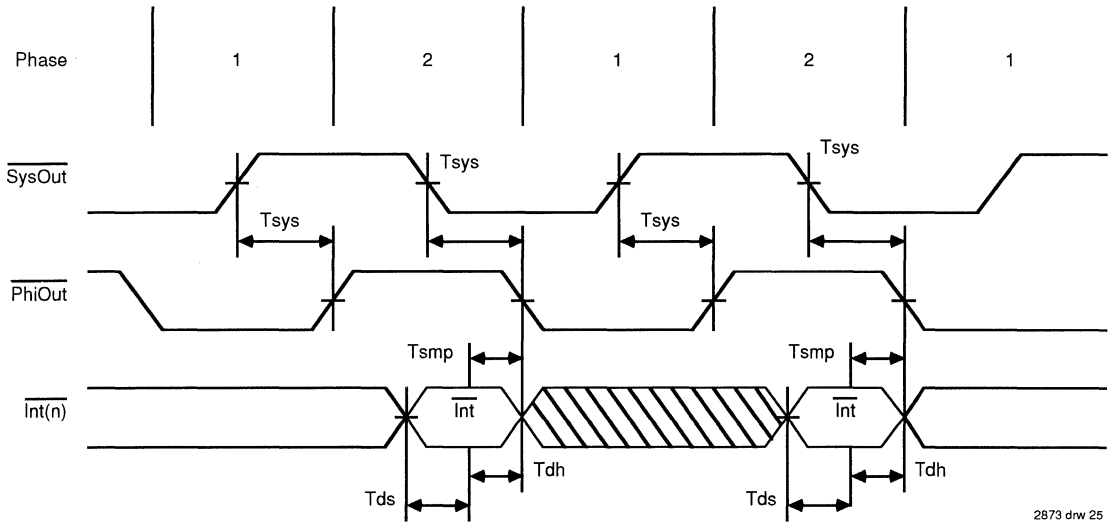 Phase 1 2 1 2 1
SysOut Tsys Tsys
Tsys Tsys
PhiOut
Tsmp Tsmp
Int(n) Int Int
Tdh Tdh
Tds Tds
2873 drw 25